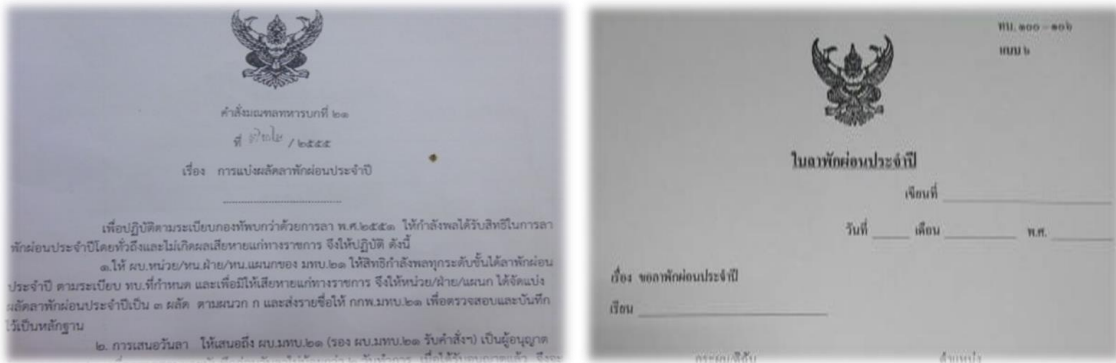 คำสั่งมณฑลทหารบกที่ ๒๑
ที่ / ๒๕๕๕
เรื่อง การแบ่งผลัดลาพักผ่อนประจำปี
เพื่อปฏิบัติตามระเบียบกองทัพบกว่าด้วยการลา พ.ศ.๒๕๕๑ ให้กำลังพลได้รับสิทธิในการลา
พักผ่อนประจำปีโดยทั่วถึงและไม่เกิดผลเสียหายแก่ทางราชการ จึงให้ปฏิบัติ ดังนี้
๑.ให้ ผบ.หน่วย/หน.ฝ่าย/หน.แผนกของ มทบ.๒๑ ให้สิทธิกำลังพลทุกระดับชั้นได้ลาพักผ่อน
ประจำปี ตามระเบียบ ทบ.ที่กำหนด และเพื่อมิให้เสียหายแก่ทางราชการ จึงให้หน่วย/ฝ่าย/แผนก ได้จัดแบ่ง
ผลัดลาพักผ่อนประจำปีเป็น ๓ ผลัด ตามผนวก ก และส่งรายชื่อให้ กกพ.มทบ.๒๑ เพื่อตรวจสอบและบันทึก
ไว้เป็นหลักฐาน
๒. การเสนอวันลา ให้เสนอถึง ผบ.มทบ.๒๑ (รอง ผบ.มทบ.๒๑ รับคำสั่งฯ) เป็นผู้อนุญาต
ทบ. ๑๐๐ - ๑๐๖
แบบ ๖
ใบลาพักผ่อนประจำปี
เขียนที่
วันที่ เดือน พ.ศ.
เรื่อง ขอลาพักผ่อนประจำปี
เรียน
กระผม/ดิฉัน ตำแหน่ง